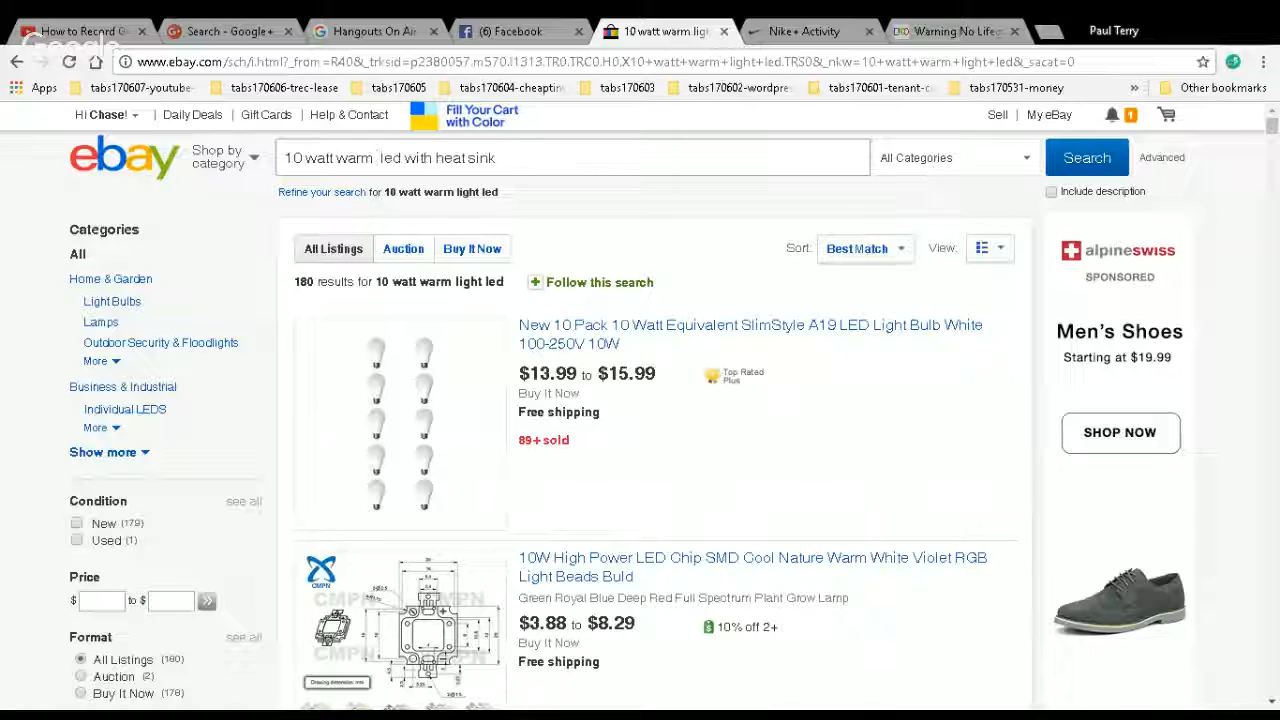 How to Record G
Search - Google+
Hangouts On Air
(6) Facebook
10 watt warm ligh
Nike+ Activity
Warning No Lifeg
Paul Terry
Google
www.ebay.com/sch/i.html?_from=R40&_trksid=p2380057.m570.l1313.TR0.TRC0.H0.X10+watt+warm+light+led.TRS0&_nkw=10+watt+warm+light+led&_sacat=0
Apps
tabs170607-youtube
tabs170606-trec-lease
tabs170605
tabs170604-cheaptin
tabs170603
tabs170602-wordpre
tabs170601-tenant-c
tabs170531-money
»
Other bookmarks
Hi Chase!
Daily Deals
Gift Cards
Help & Contact
Fill Your Cart
with Color
Sell
My eBay
1
ebay
Shop by
category
10 watt warm led with heat sink
All Categories
Search
Advanced
Refine your search for 10 watt warm light led
Include description
Categories
All
Home & Garden
Light Bulbs
Lamps
Outdoor Security & Floodlights
More
Business & Industrial
Individual LEDS
More
Show more
Condition
see all
New (179)
Used (1)
Price
$
to $
»
Format
see all
All Listings (180)
Auction (2)
Buy It Now (178)
All Listings
Auction
Buy It Now
Sort:
Best Match
View:
180 results for 10 watt warm light led
Follow this search
New 10 Pack 10 Watt Equivalent SlimStyle A19 LED Light Bulb White
100-250V 10W
$13.99 to $15.99
Top Rated
Plus
Buy It Now
Free shipping
89+ sold
10W High Power LED Chip SMD Cool Nature Warm White Violet RGB
Light Beads Buld
Green Royal Blue Deep Red Full Spectrum Plant Grow Lamp
$3.88 to $8.29
10% off 2+
Buy It Now
Free shipping
CMPN
CMPN
CMPN
Drawing dimension: mm
alpineswiss
SPONSORED
Men's Shoes
Starting at $19.99
SHOP NOW